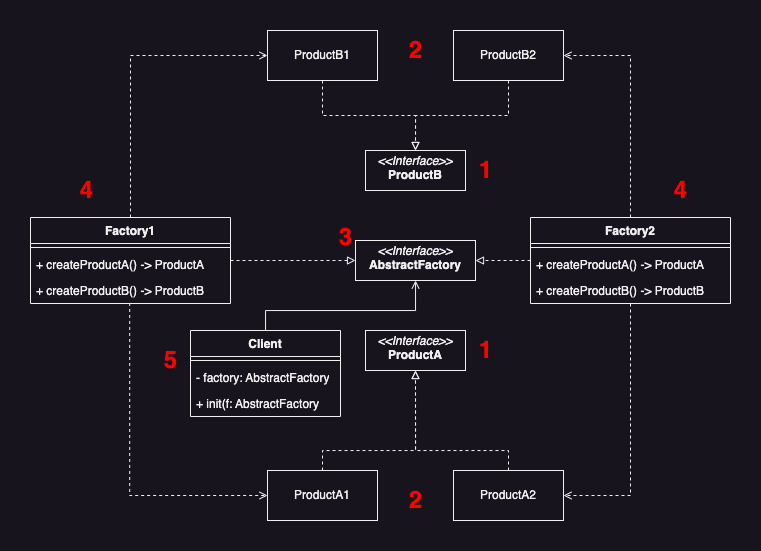 ProductB1
2
ProductB2
<<Interface>>
ProductB
1
4
4
Factory1
+ createProductA() -> ProductA
+ createProductB() -> ProductB
3
<<Interface>>
AbstractFactory
Factory2
+ createProductA() -> ProductA
+ createProductB() -> ProductB
5
Client
- factory: AbstractFactory
+ init(f: AbstractFactory
<<Interface>>
ProductA
1
ProductA1
2
ProductA2